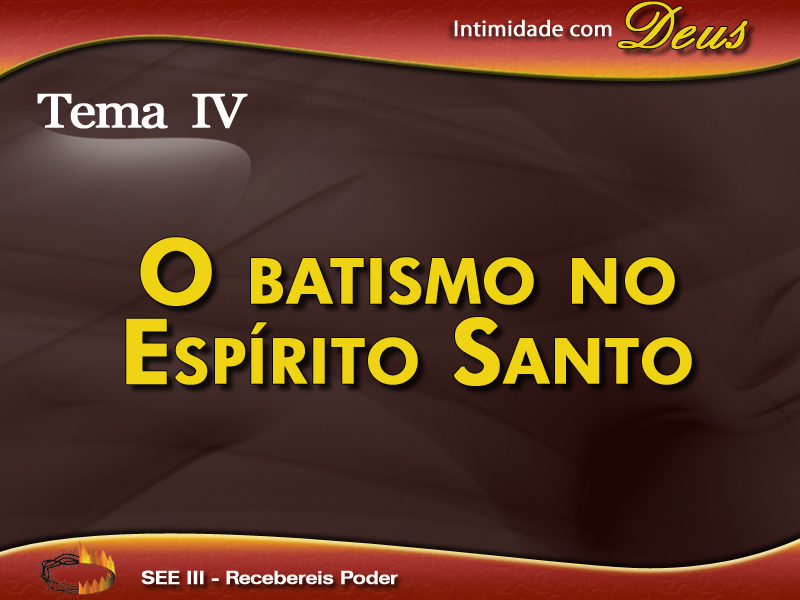 Intimidade com Deus
Tema IV
O BATISMO NO
ESPÍRITO SANTO
SEE III - Recebereis Poder